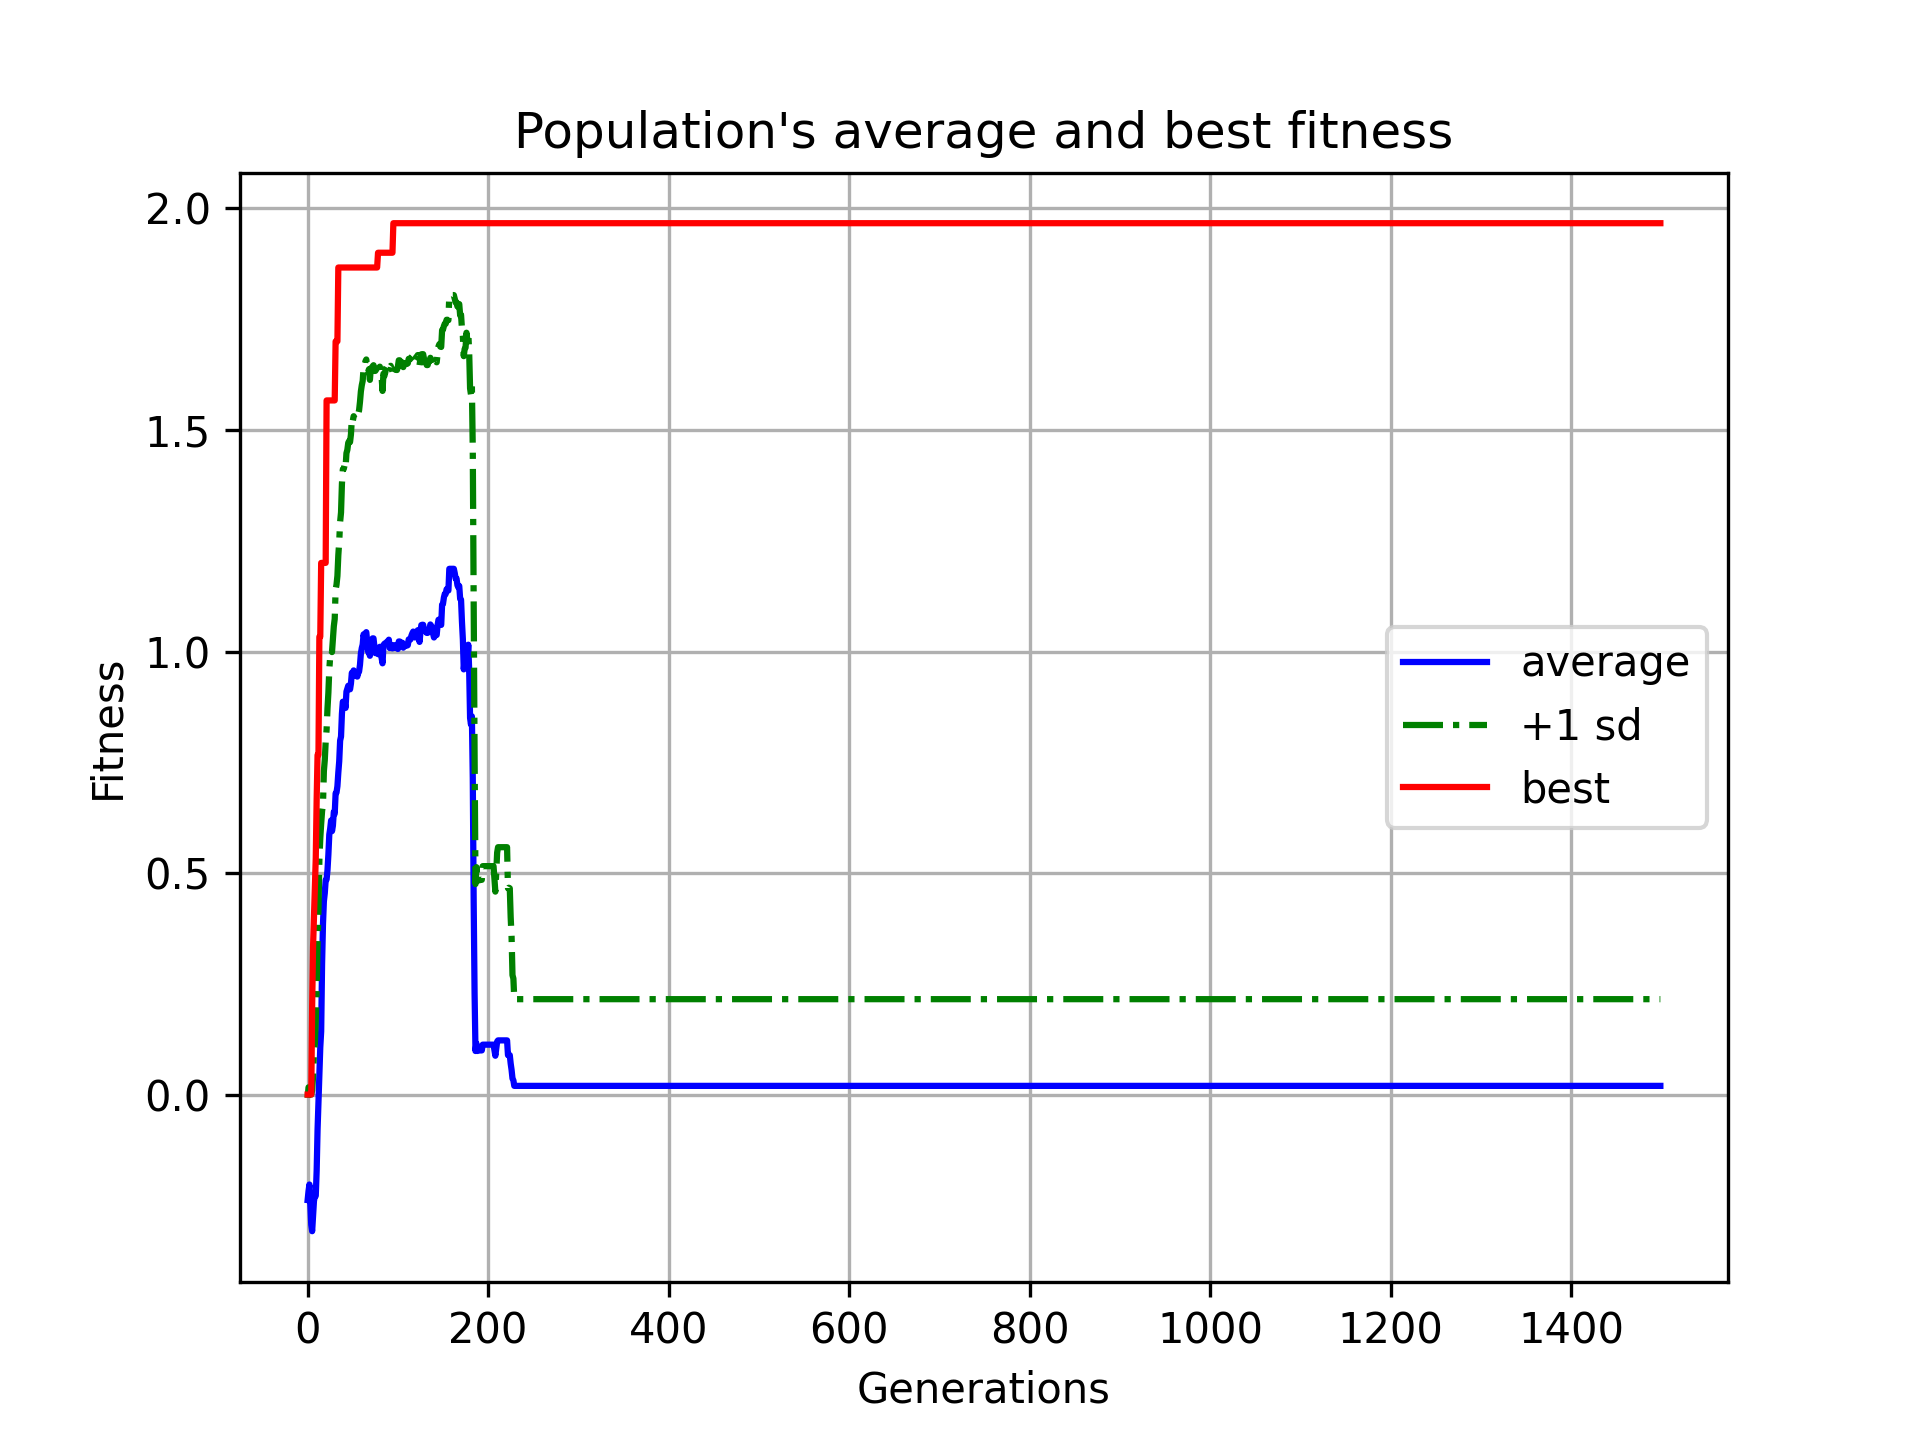 Population's average and best fitness
2.0
1.5
1.0
0.5
0.0
Fitness
average
+1 sd
best
0 200 400 600 800 1000 1200 1400
Generations